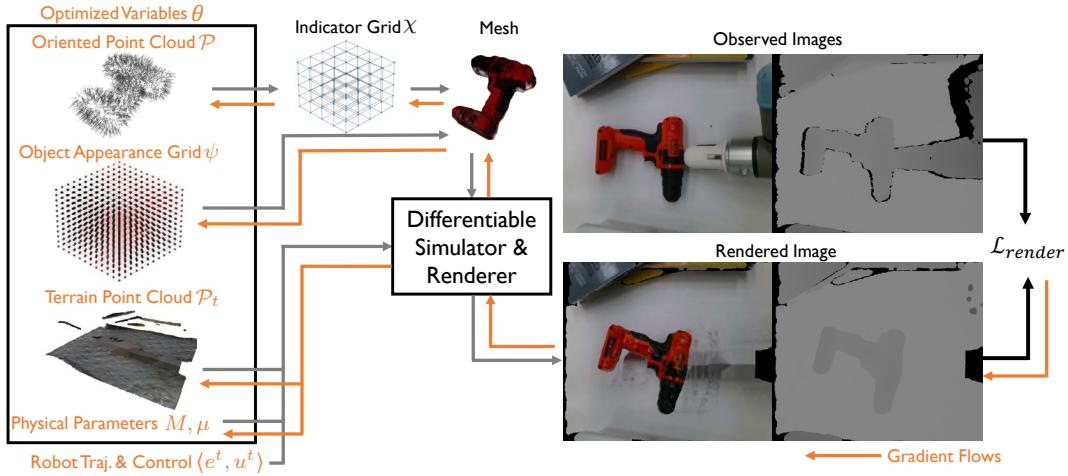 Optimized Variables θ
Oriented Point Cloud 𝒫
Indicator Grid χ
Mesh
Observed Images
Object Appearance Grid ψ
Differentiable
Simulator &
Renderer
ℒ_render
Rendered Image
Terrain Point Cloud 𝒫_t
Physical Parameters M, μ
Robot Traj. & Control ⟨e^t, u^t⟩
Gradient Flows